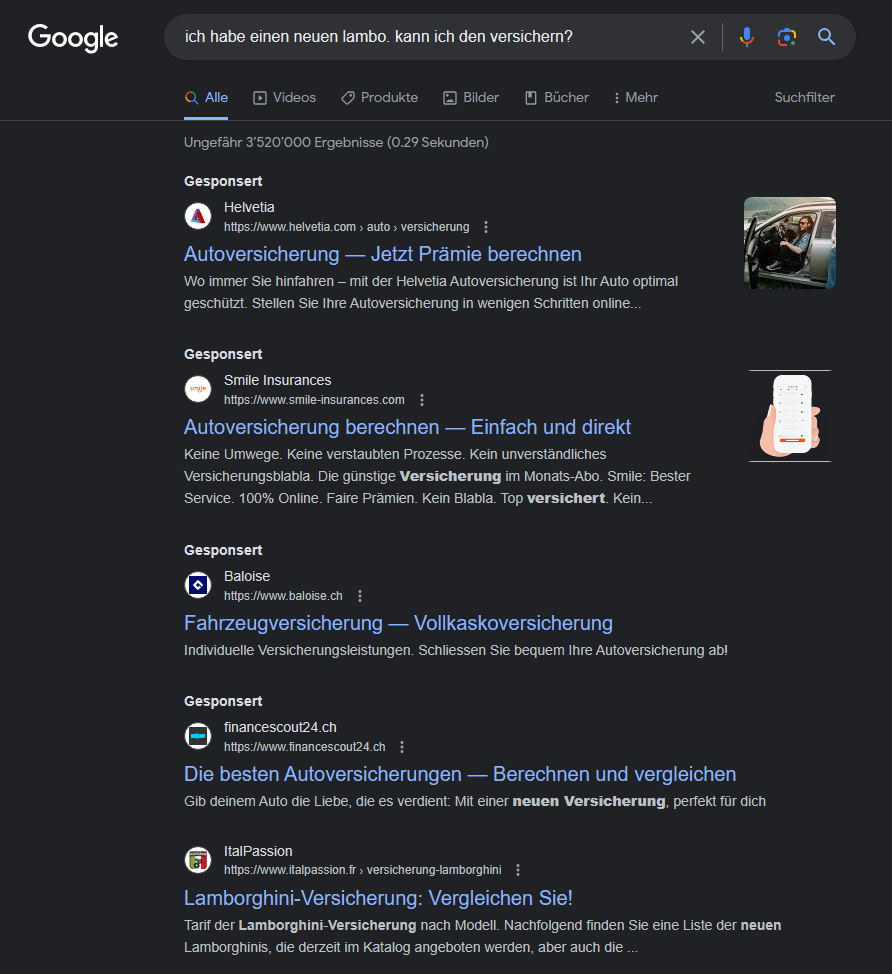 Google
ich habe einen neuen lambo. kann ich den versichern?
Alle Videos Produkte Bilder Bücher Mehr Suchfilter
Ungefähr 3’520’000 Ergebnisse (0.29 Sekunden)
Gesponsert
Helvetia
https://www.helvetia.com › auto › versicherung
Autoversicherung — Jetzt Prämie berechnen
Wo immer Sie hinfahren – mit der Helvetia Autoversicherung ist Ihr Auto optimal
geschützt. Stellen Sie Ihre Autoversicherung in wenigen Schritten online...
Gesponsert
smile
Smile Insurances
https://www.smile-insurances.com
Autoversicherung berechnen — Einfach und direkt
Keine Umwege. Keine verstaubten Prozesse. Kein unverständliches
Versicherungsblabla. Die günstige Versicherung im Monats-Abo. Smile: Bester
Service. 100% Online. Faire Prämien. Kein Blabla. Top versichert. Kein...
Gesponsert
Baloise
https://www.baloise.ch
Fahrzeugversicherung — Vollkaskoversicherung
Individuelle Versicherungsleistungen. Schliessen Sie bequem Ihre Autoversicherung ab!
Gesponsert
financescout24.ch
https://www.financescout24.ch
Die besten Autoversicherungen — Berechnen und vergleichen
Gib deinem Auto die Liebe, die es verdient: Mit einer neuen Versicherung, perfekt für dich
ItalPassion
https://www.italpassion.fr › versicherung-lamborghini
Lamborghini-Versicherung: Vergleichen Sie!
Tarif der Lamborghini-Versicherung nach Modell. Nachfolgend finden Sie eine Liste der neuen
Lamborghinis, die derzeit im Katalog angeboten werden, aber auch die ...